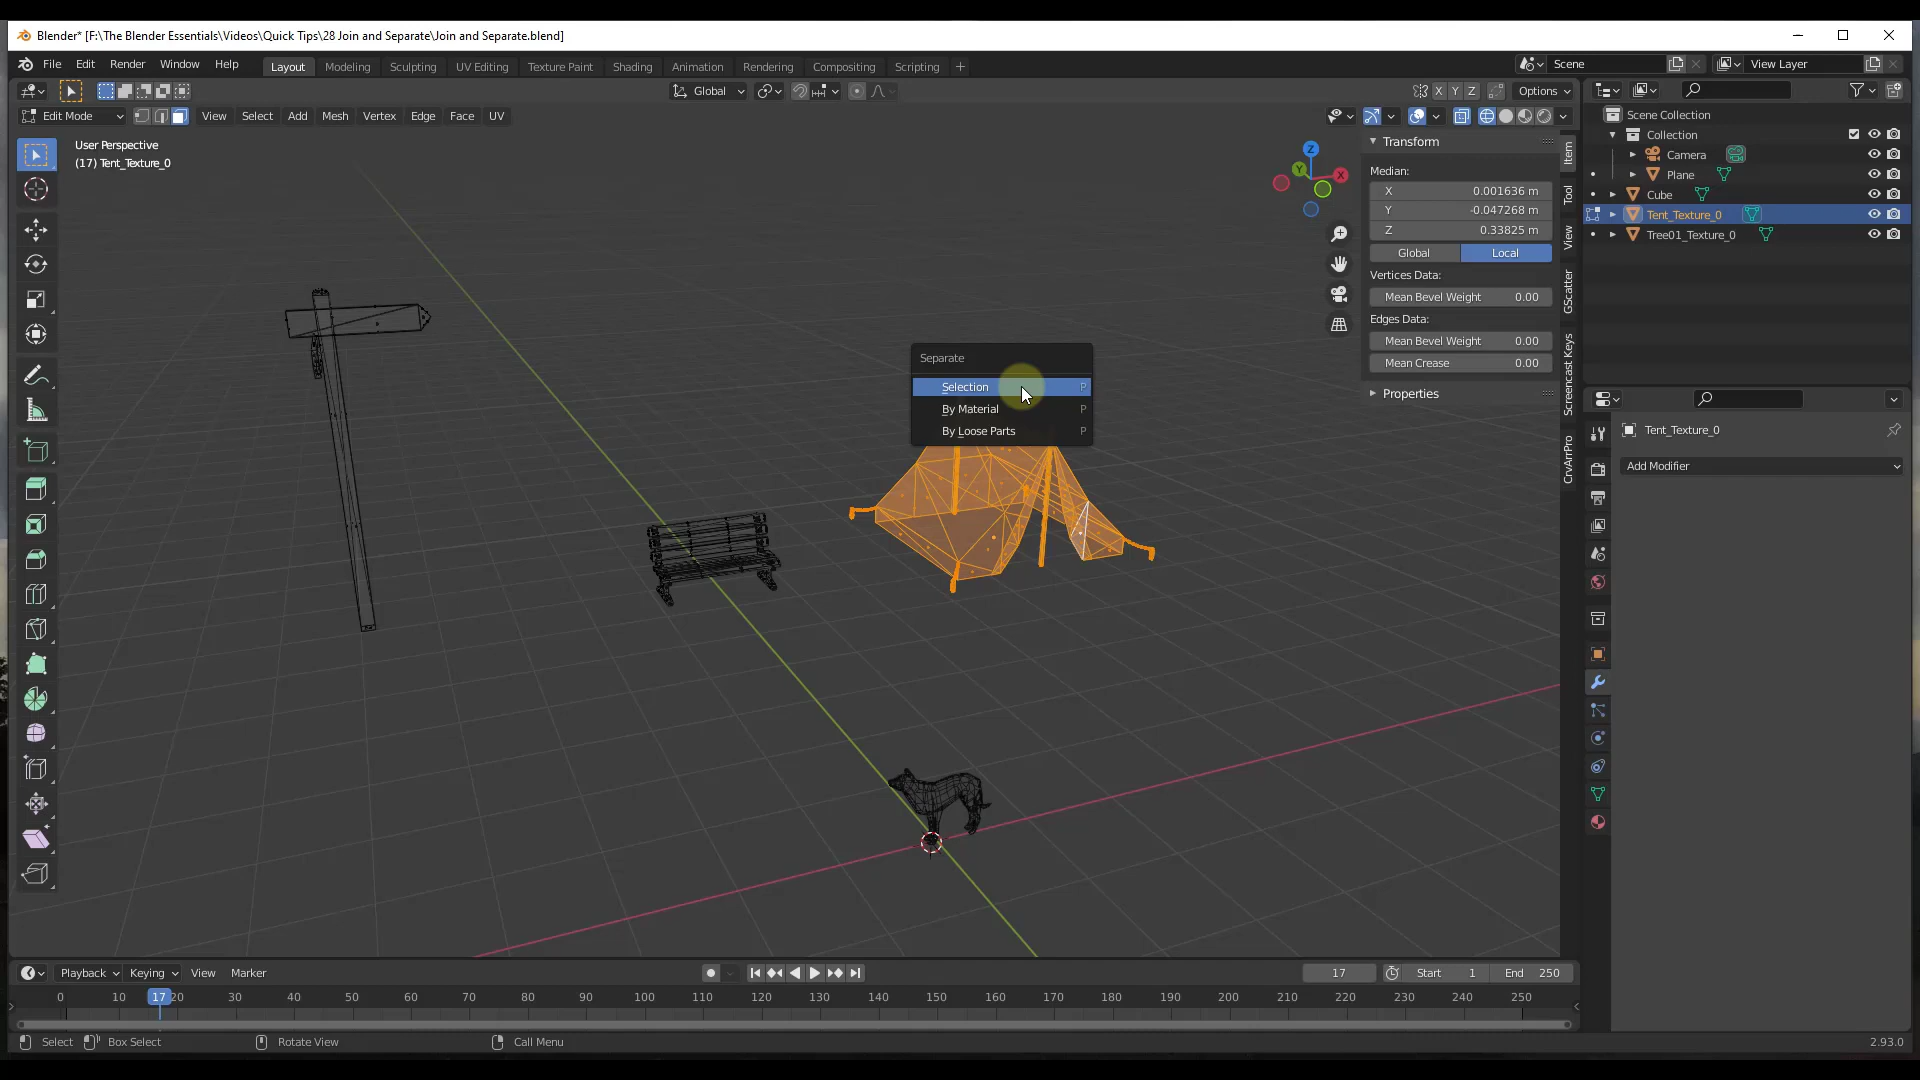 Blender* [F:\The Blender Essentials\Videos\Quick Tips\28 Join and Separate\Join and Separate.blend]
File Edit Render Window Help Layout Modeling Sculpting UV Editing Texture Paint Shading Animation Rendering Compositing Scripting + Scene View Layer
Global X Y Z Options
Edit Mode View Select Add Mesh Vertex Edge Face UV
User Perspective
(17) Tent_Texture_0
Z
Y
X
Transform
Median:
X 0.001636 m
Y -0.047268 m
Z 0.33825 m
Global Local
Vertices Data:
Mean Bevel Weight 0.00
Edges Data:
Mean Bevel Weight 0.00
Mean Crease 0.00
Properties
Item
Tool
View
GScatter
Screencast Keys
CrvArrPro
Scene Collection
Collection
Camera
Plane
Cube
Tent_Texture_0
Tree01_Texture_0
Tent_Texture_0
Add Modifier
Separate
Selection P
By Material P
By Loose Parts P
Playback Keying View Marker 17 Start 1 End 250
0 10 17 20 30 40 50 60 70 80 90 100 110 120 130 140 150 160 170 180 190 200 210 220 230 240 250
Select Box Select Rotate View Call Menu 2.93.0